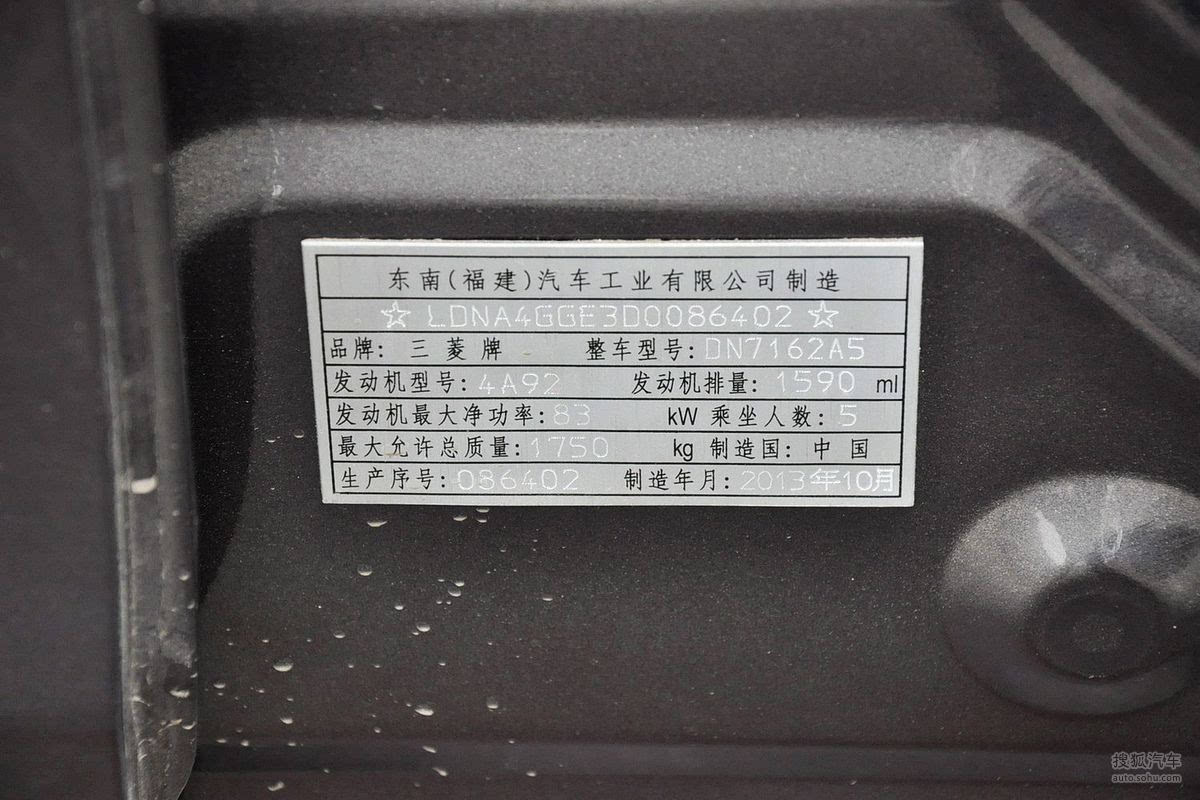 东南(福建)汽车工业有限公司制造
☆ LDNA4GGE3D0086402 ☆
品牌: 三菱牌 整车型号: DN7162A5
发动机型号: 4A92 发动机排量: 1590 ml
发动机最大净功率: 83 kW 乘坐人数: 5
最大允许总质量: 1750 kg 制造国: 中国
生产序号: 086402 制造年月: 2013年10月
搜狐汽车
auto.sohu.com